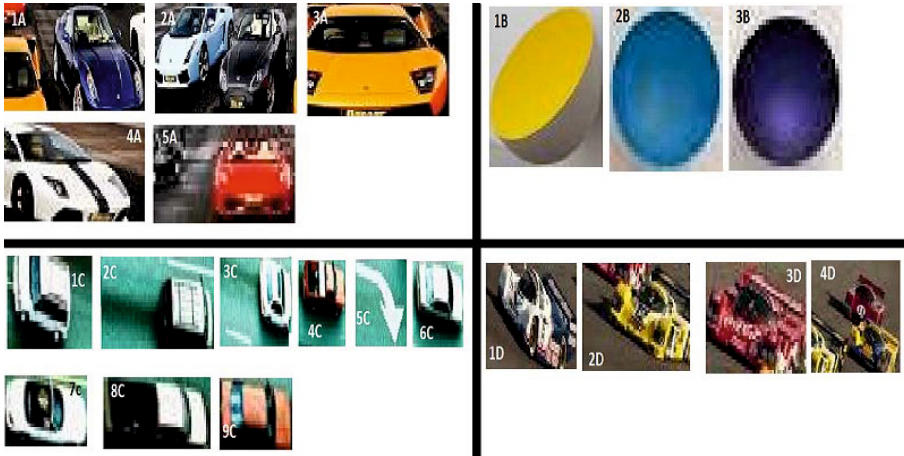 1A 2A 3A
4A 5A
1B 2B 3B
1C 2C 3C 4C 5C 6C
7c 8C 9C
1D 2D 3D 4D